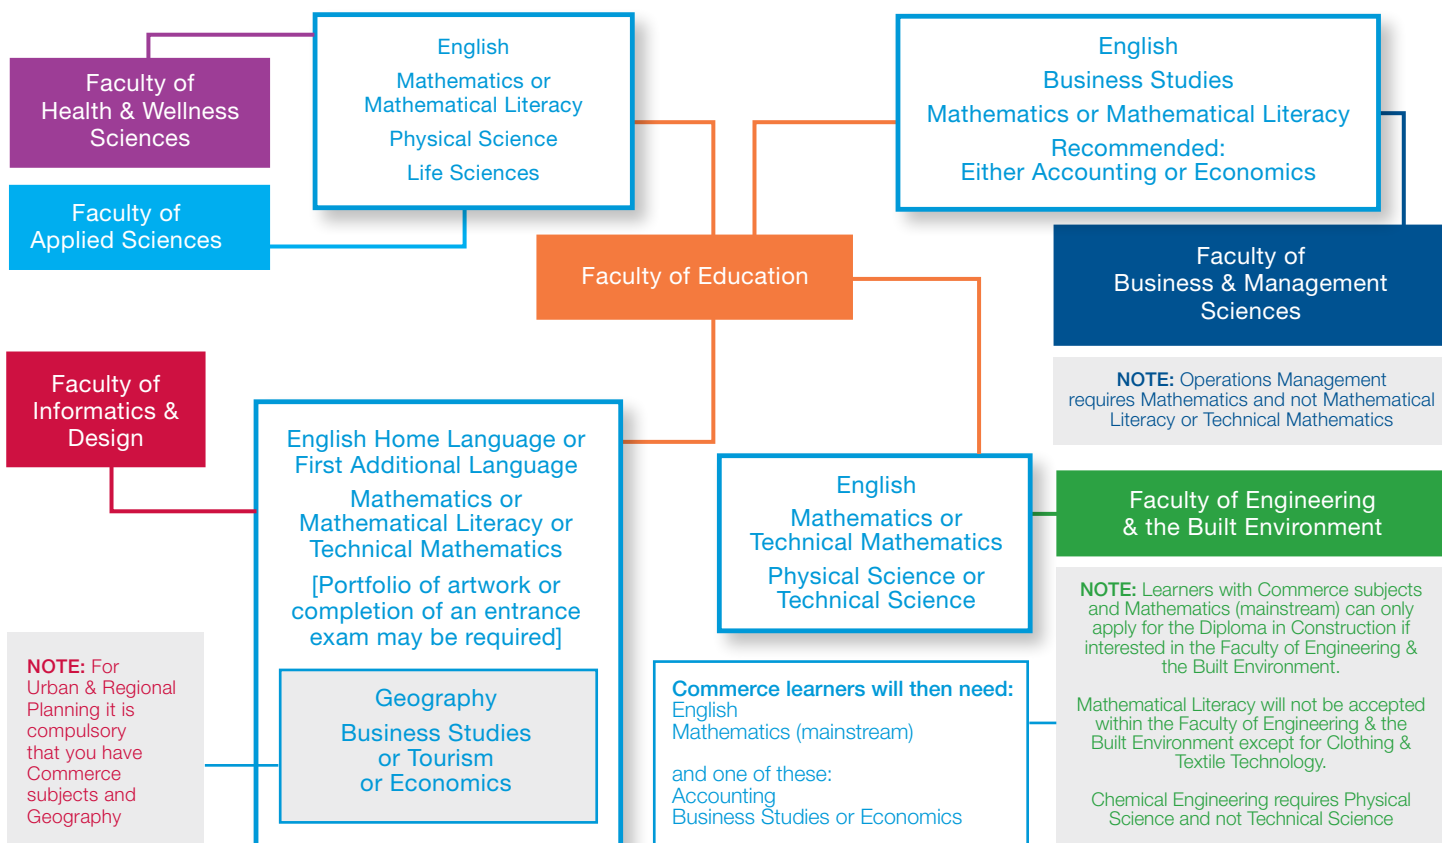 Faculty of
Health & Wellness
Sciences
English
Mathematics or
Mathematical Literacy
Physical Science
Life Sciences
English
Business Studies
Mathematics or Mathematical Literacy
Recommended:
Either Accounting or Economics
Faculty of
Applied Sciences
Faculty of Education
Faculty of
Business & Management
Sciences
NOTE: Operations Management
requires Mathematics and not Mathematical
Literacy or Technical Mathematics
Faculty of
Informatics &
Design
English Home Language or
First Additional Language
Mathematics or
Mathematical Literacy or
Technical Mathematics
[Portfolio of artwork or
completion of an entrance
exam may be required]
Geography
Business Studies
or Tourism
or Economics
NOTE: For
Urban & Regional
Planning it is
compulsory
that you have
Commerce
subjects and
Geography
English
Mathematics or
Technical Mathematics
Physical Science or
Technical Science
Faculty of Engineering
& the Built Environment
Commerce learners will then need:
English
Mathematics (mainstream)
and one of these:
Accounting
Business Studies or Economics
NOTE: Learners with Commerce subjects
and Mathematics (mainstream) can only
apply for the Diploma in Construction if
interested in the Faculty of Engineering &
the Built Environment.
Mathematical Literacy will not be accepted
within the Faculty of Engineering & the
Built Environment except for Clothing &
Textile Technology.
Chemical Engineering requires Physical
Science and not Technical Science